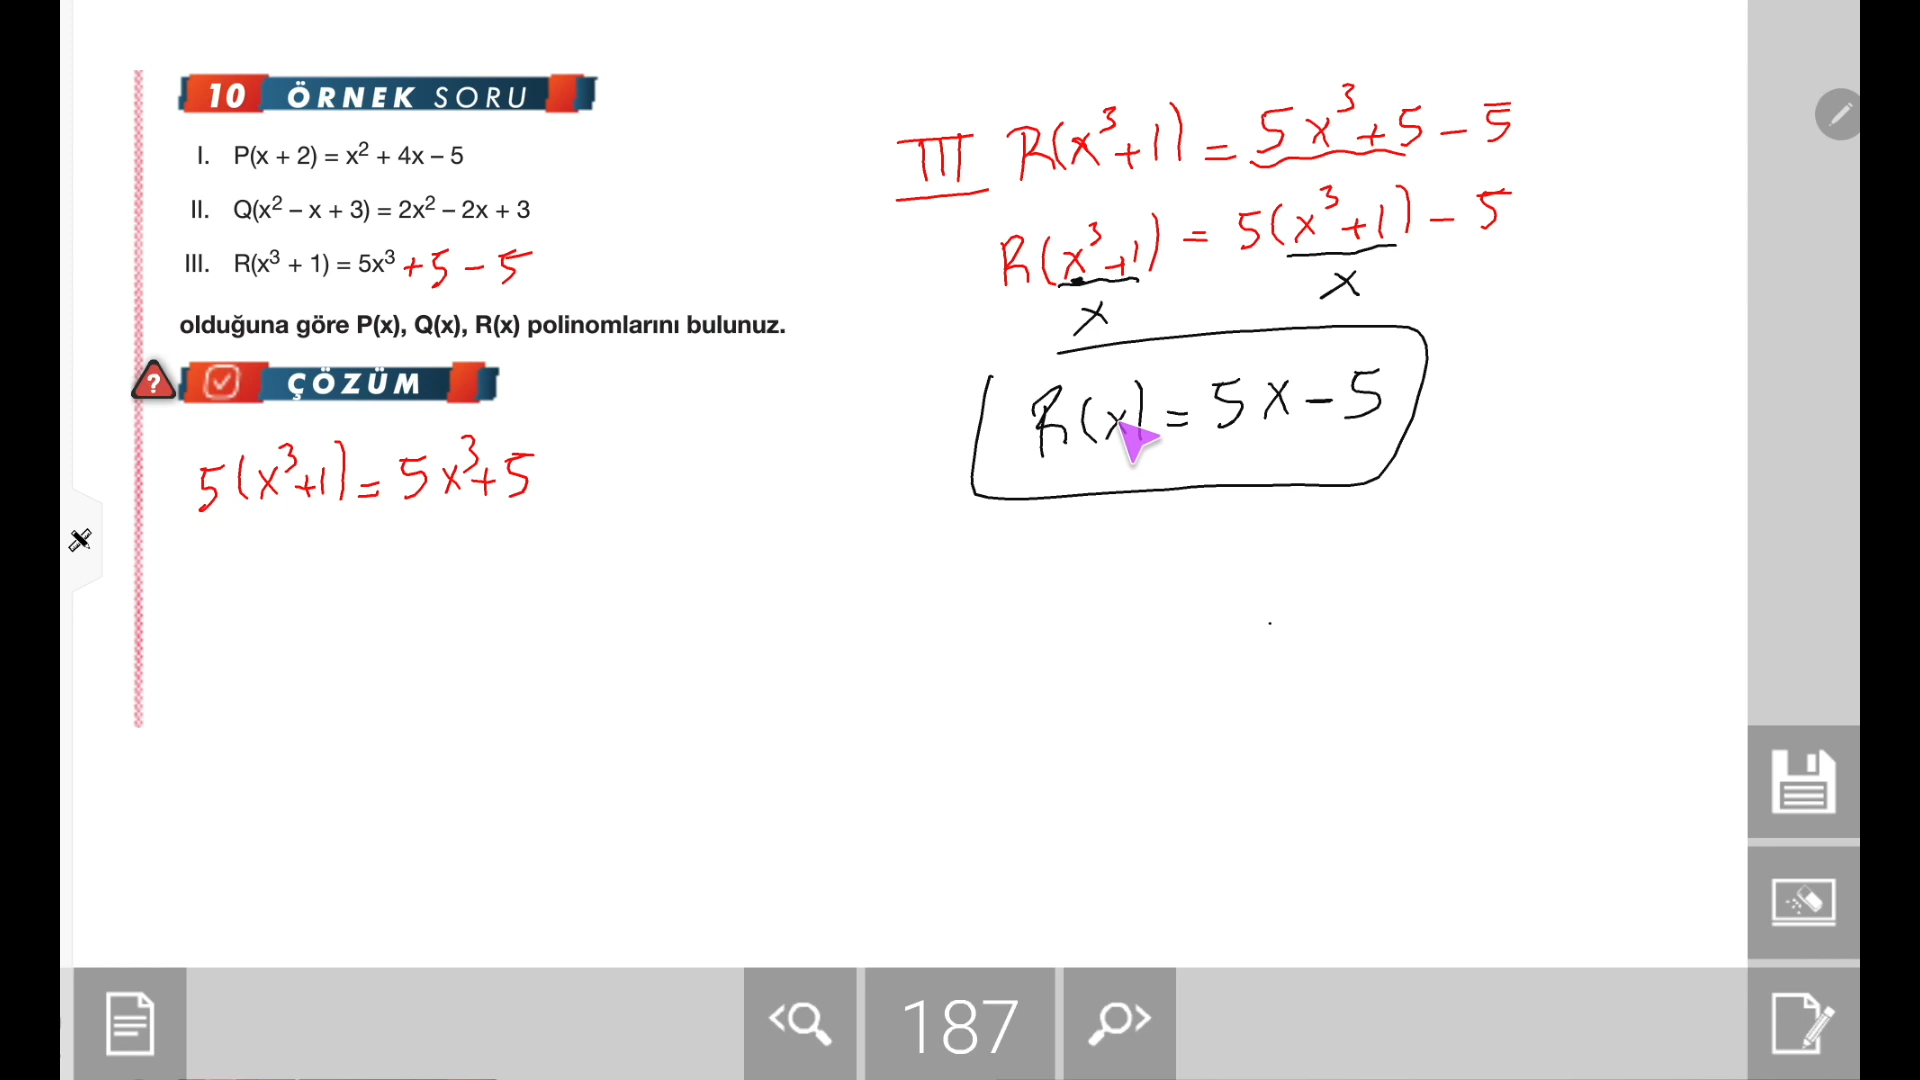 10 ÖRNEK SORU
I. P(x + 2) = x² + 4x – 5
II. Q(x² – x + 3) = 2x² – 2x + 3
III. R(x³ + 1) = 5x³ + 5 – 5
olduğuna göre P(x), Q(x), R(x) polinomlarını bulunuz.
? ÇÖZÜM
5(x³+1) = 5x³+5
III R(x³+1) = 5x³+5 – 5
R(x³+1) = 5(x³+1) – 5
x x
R(x) = 5x – 5
187